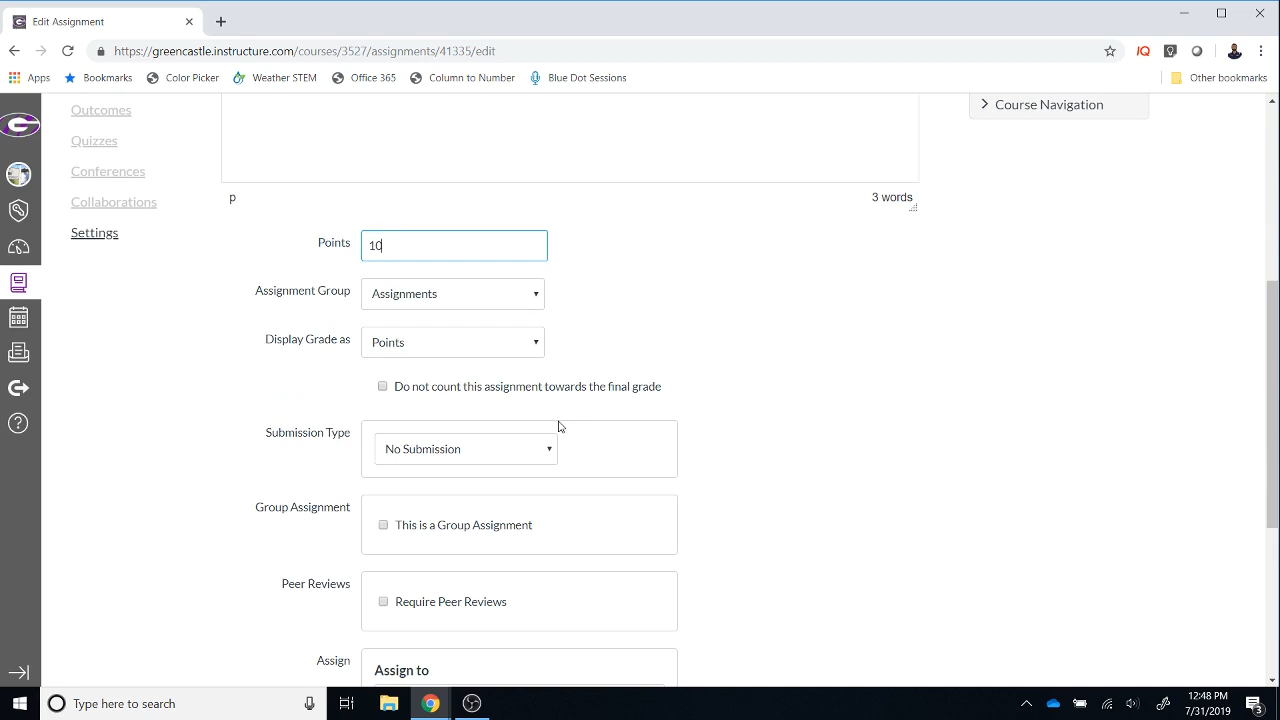 Edit Assignment
https://greencastle.instructure.com/courses/3527/assignments/41335/edit
IQ
Apps
Bookmarks
Color Picker
Weather STEM
Office 365
Column to Number
Blue Dot Sessions
Other bookmarks
G
Outcomes
Quizzes
Conferences
Collaborations
Settings
Course Navigation
p
3 words
Points
10
Assignment Group
Assignments
Display Grade as
Points
Do not count this assignment towards the final grade
Submission Type
No Submission
Group Assignment
This is a Group Assignment
Peer Reviews
Require Peer Reviews
Assign
Assign to
Type here to search
12:48 PM
7/31/2019
3